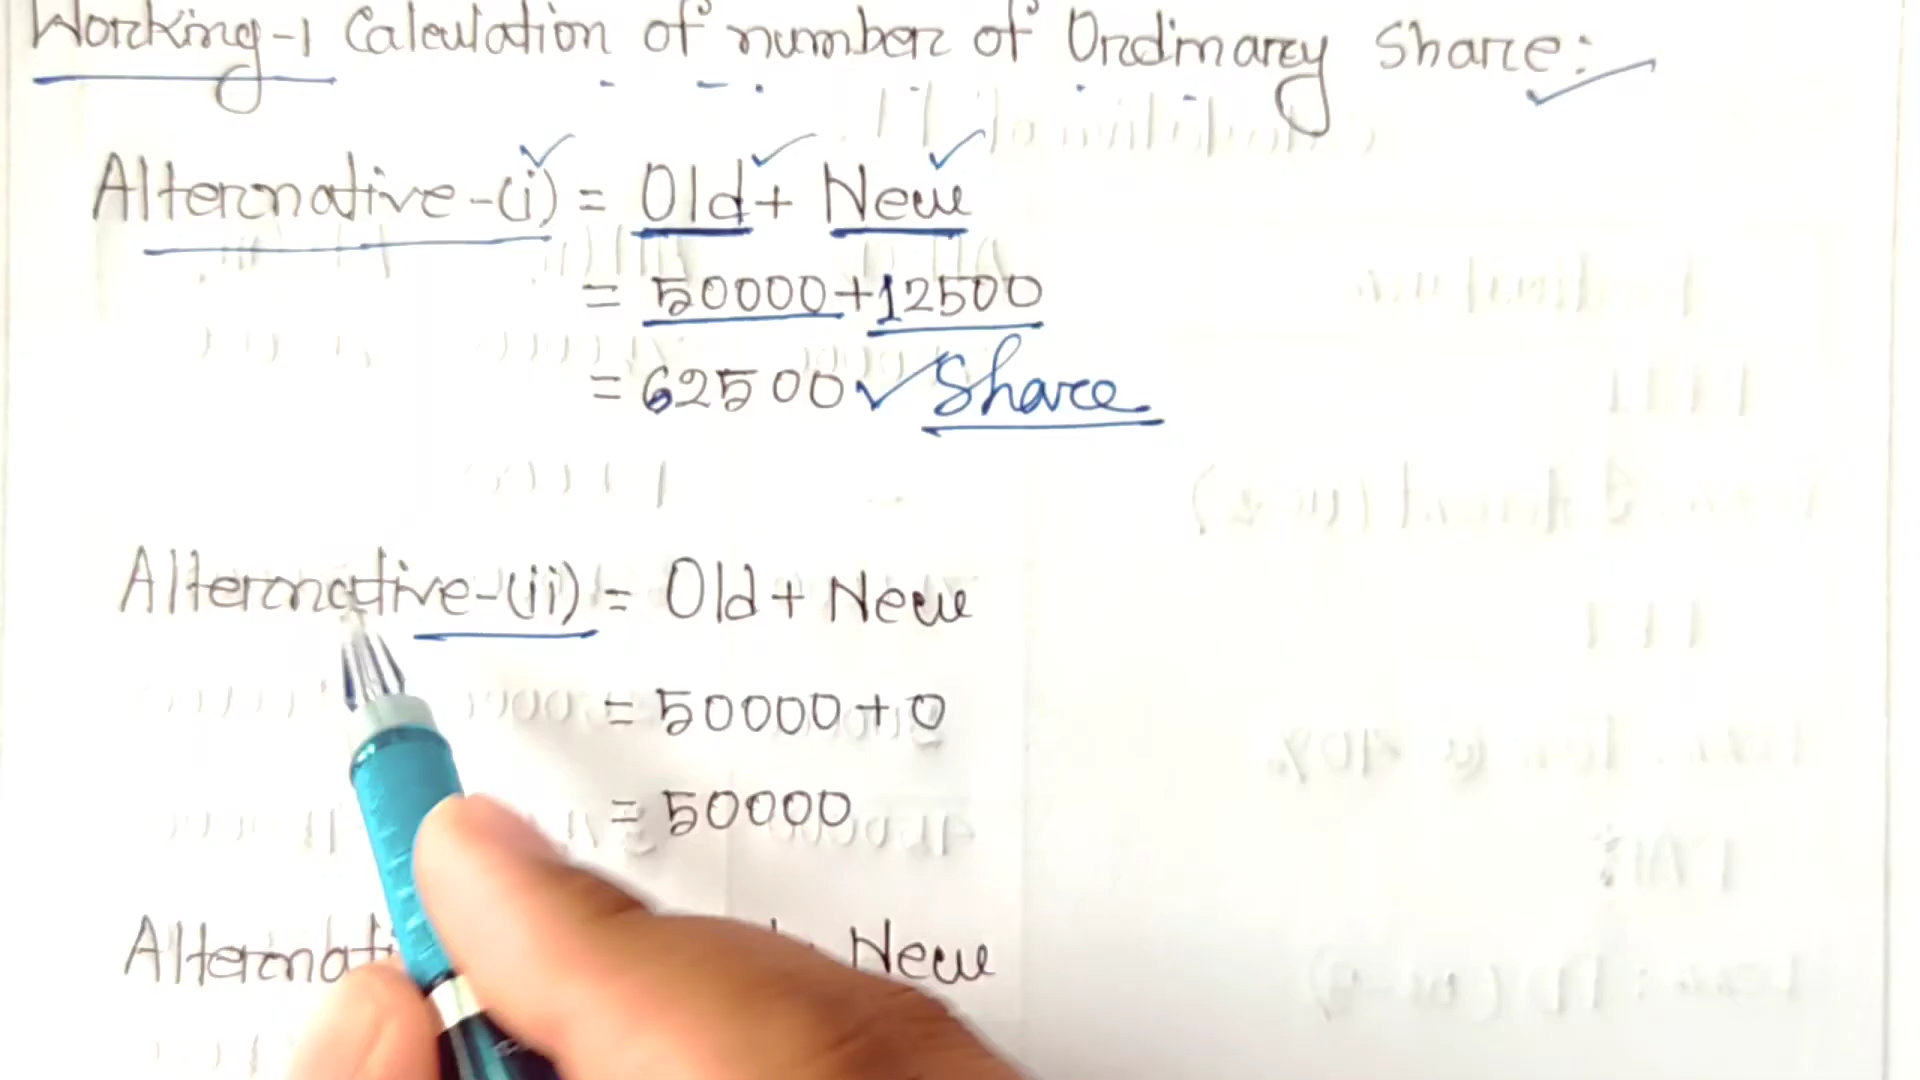 Working-1 Calculation of number of Ordinary Share:
Alternative-(i) = Old + New
= 50000+12500
= 62500 Share
Alternative-(ii) = Old + New
= 50000 + 0
= 50000
New